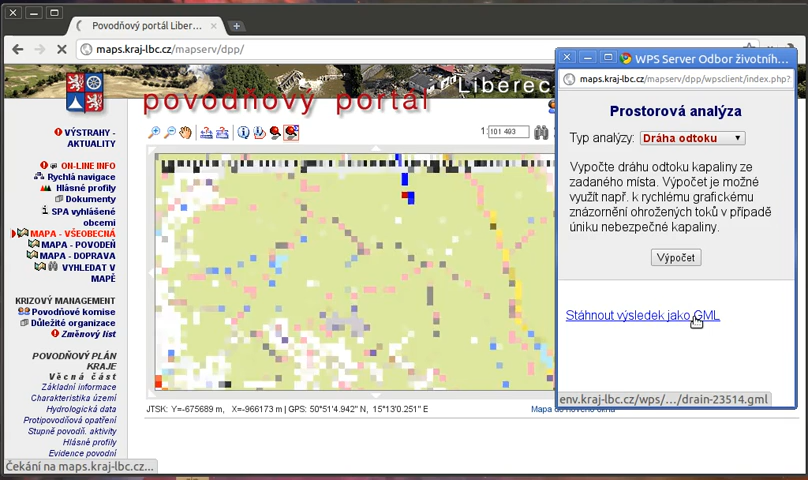 Povodňový portál Liber...
maps.kraj-lbc.cz/mapserv/dpp/
Liberec
povodňový portál
VÝSTRAHY -
AKTUALITY
ON-LINE INFO
Rychlá navigace
Hlásné profily
Dokumenty
SPA vyhlášené
obcemi
MAPA - VŠEOBECNÁ
MAPA - POVODEŇ
MAPA - DOPRAVA
VYHLEDAT V
MAPĚ
KRIZOVÝ MANAGEMENT
Povodňové komise
Důležité organizace
Změnový list
POVODŇOVÝ PLÁN
KRAJE
Věcná část
Základní informace
Charakteristika území
Hydrologická data
Protipovodňová opatření
Stupně povodň. aktivity
Hlásné profily
Evidence povodní
Čekání na maps.kraj-lbc.cz...
1: 101 493
JTSK: Y=-675689 m, X=-966173 m | GPS: 50°51'4.942" N, 15°13'0.251" E
Mapa do nového okna
WPS Server Odbor životníh...
maps.kraj-lbc.cz/mapserv/dpp/wpsclient/index.php?
Prostorová analýza
Typ analýzy: Dráha odtoku
Vypočte dráhu odtoku kapaliny ze
zadaného místa. Výpočet je možné
využít např. k rychlému grafickému
znázornění ohrožených toků v případě
úniku nebezpečné kapaliny.
Výpočet
Stáhnout výsledek jako GML
env.kraj-lbc.cz/wps/.../drain-23514.gml